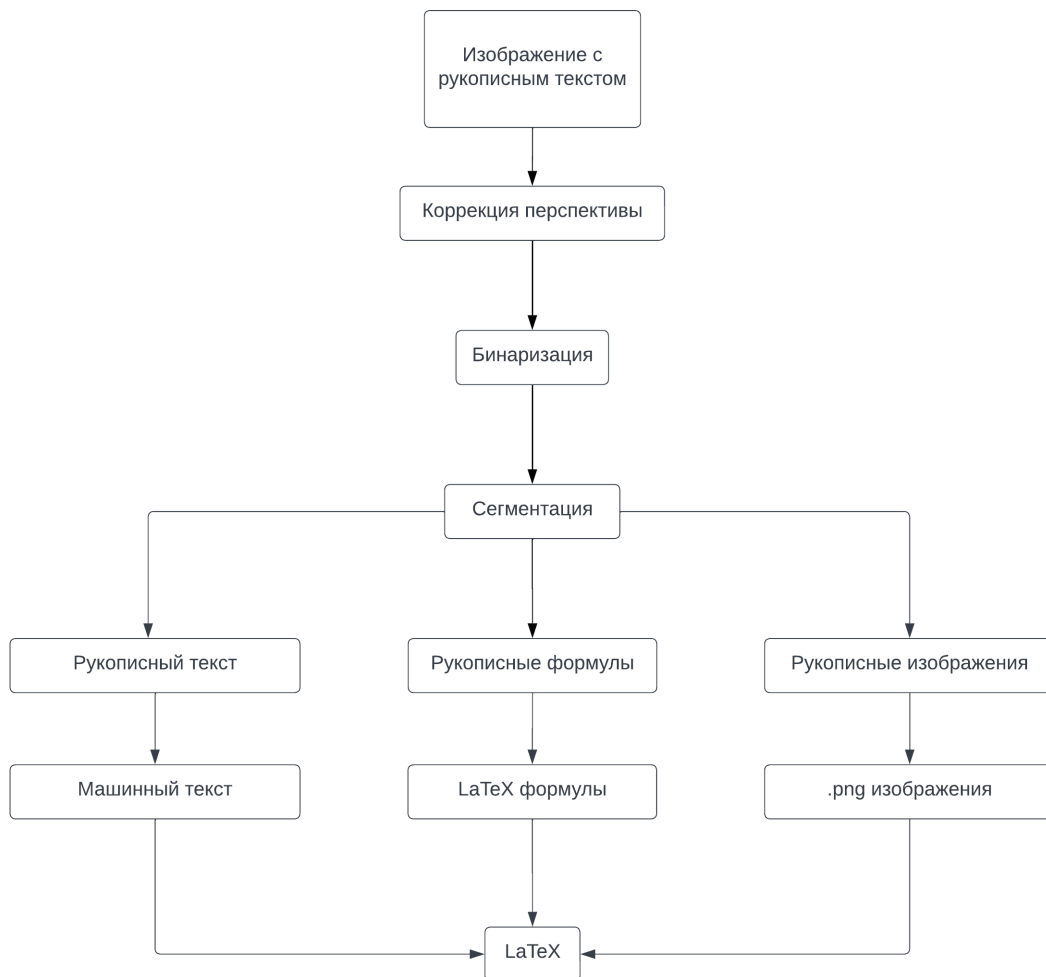 Изображение с
рукописным текстом
Коррекция перспективы
Бинаризация
Сегментация
Рукописный текст
Рукописные формулы
Рукописные изображения
Машинный текст
LaTeX формулы
.png изображения
LaTeX